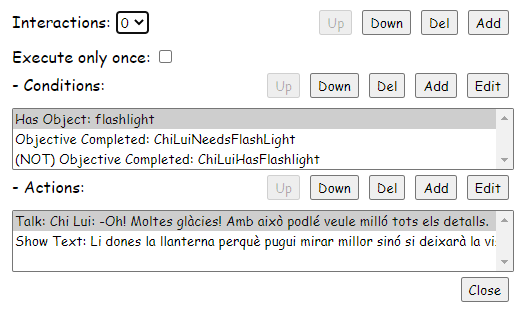 Interactions: 0 Up Down Del Add
Execute only once:
- Conditions: Up Down Del Add Edit
Has Object: flashlight
Objective Completed: ChiLuiNeedsFlashLight
(NOT) Objective Completed: ChiLuiHasFlashlight
- Actions: Up Down Del Add Edit
Talk: Chi Lui: -Oh! Moltes glàcies! Amb això podlé veule milló tots els detalls.
Show Text: Li dones la llanterna perquè pugui mirar millor sinó si deixarà la
Close